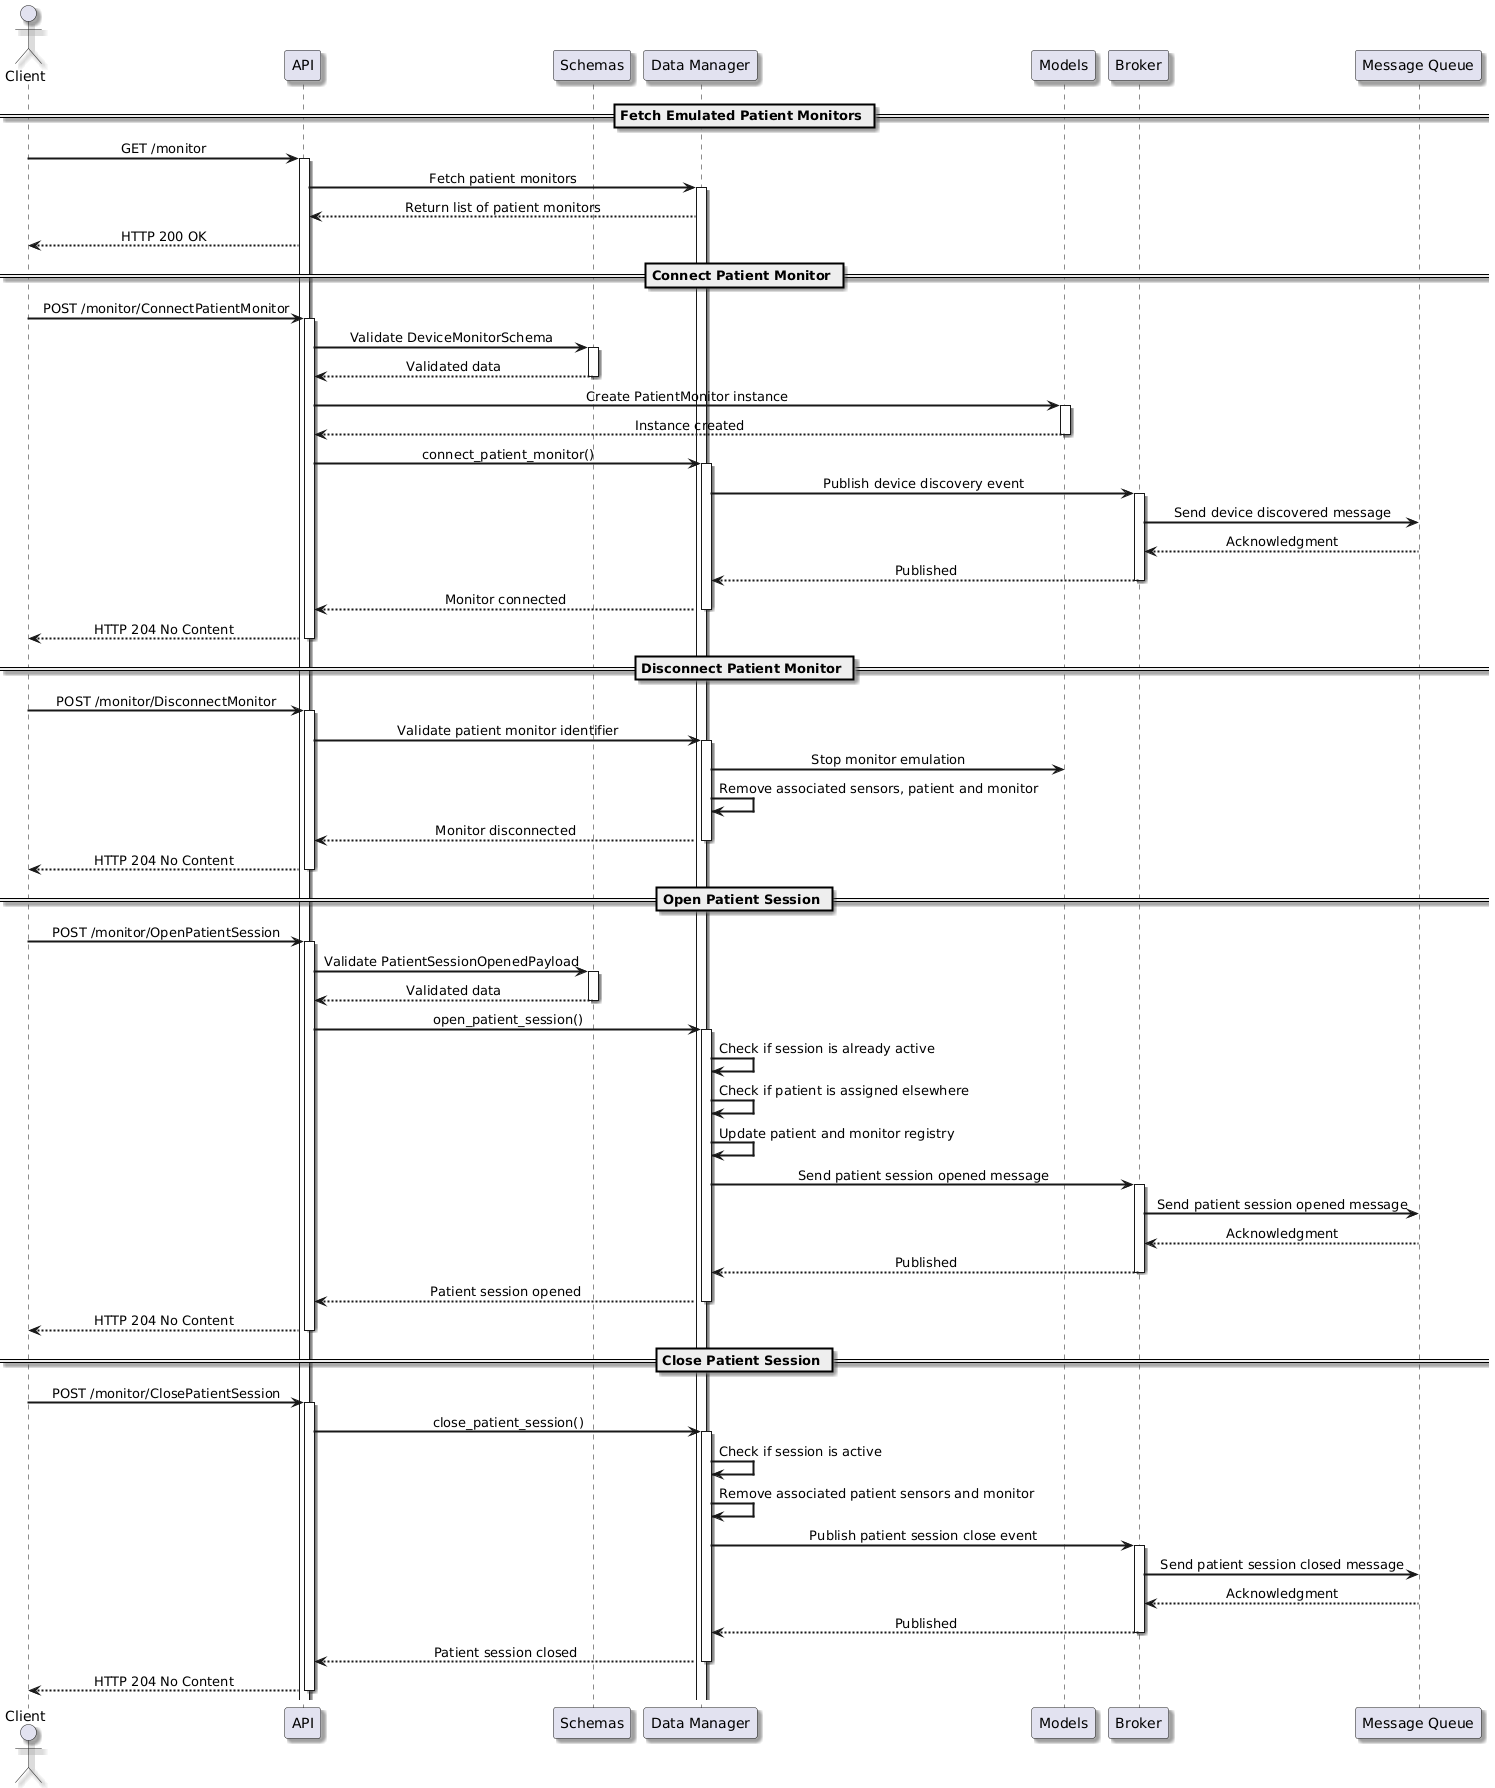 Client
API
Schemas
Data Manager
Models
Broker
Message Queue
Fetch Emulated Patient Monitors
GET /monitor
Fetch patient monitors
Return list of patient monitors
HTTP 200 OK
Connect Patient Monitor
POST /monitor/ConnectPatientMonitor
Validate DeviceMonitorSchema
Validated data
Create PatientMonitor instance
Instance created
connect_patient_monitor()
Publish device discovery event
Send device discovered message
Acknowledgment
Published
Monitor connected
HTTP 204 No Content
Disconnect Patient Monitor
POST /monitor/DisconnectMonitor
Validate patient monitor identifier
Stop monitor emulation
Remove associated sensors, patient and monitor
Monitor disconnected
HTTP 204 No Content
Open Patient Session
POST /monitor/OpenPatientSession
Validate PatientSessionOpenedPayload
Validated data
open_patient_session()
Check if session is already active
Check if patient is assigned elsewhere
Update patient and monitor registry
Send patient session opened message
Send patient session opened message
Acknowledgment
Published
Patient session opened
HTTP 204 No Content
Close Patient Session
POST /monitor/ClosePatientSession
close_patient_session()
Check if session is active
Remove associated patient sensors and monitor
Publish patient session close event
Send patient session closed message
Acknowledgment
Published
Patient session closed
HTTP 204 No Content
Client
API
Schemas
Data Manager
Models
Broker
Message Queue